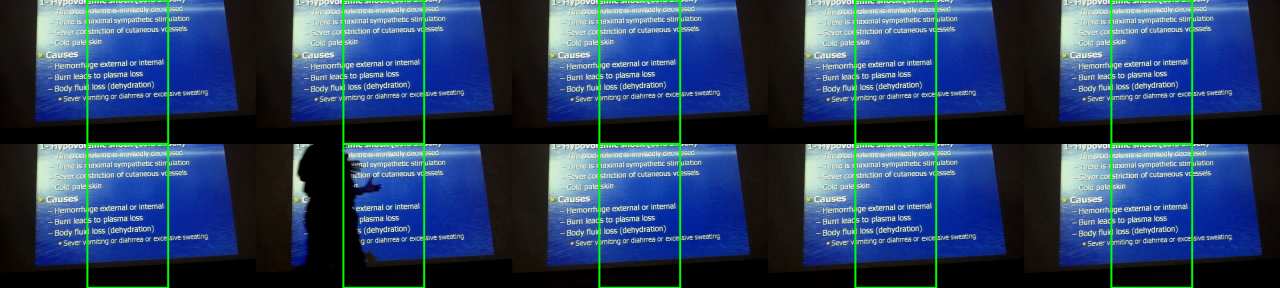 1-Hypovolemic shock
– There is maximal sympathetic stimulation
– Sever constriction of cutaneous vessels
– Cold pale skin
Causes
– Hemorrhage external or internal
– Burn leads to plasma loss
– Body fluid loss (dehydration)
• Sever vomiting or diahrrea or excessive sweating